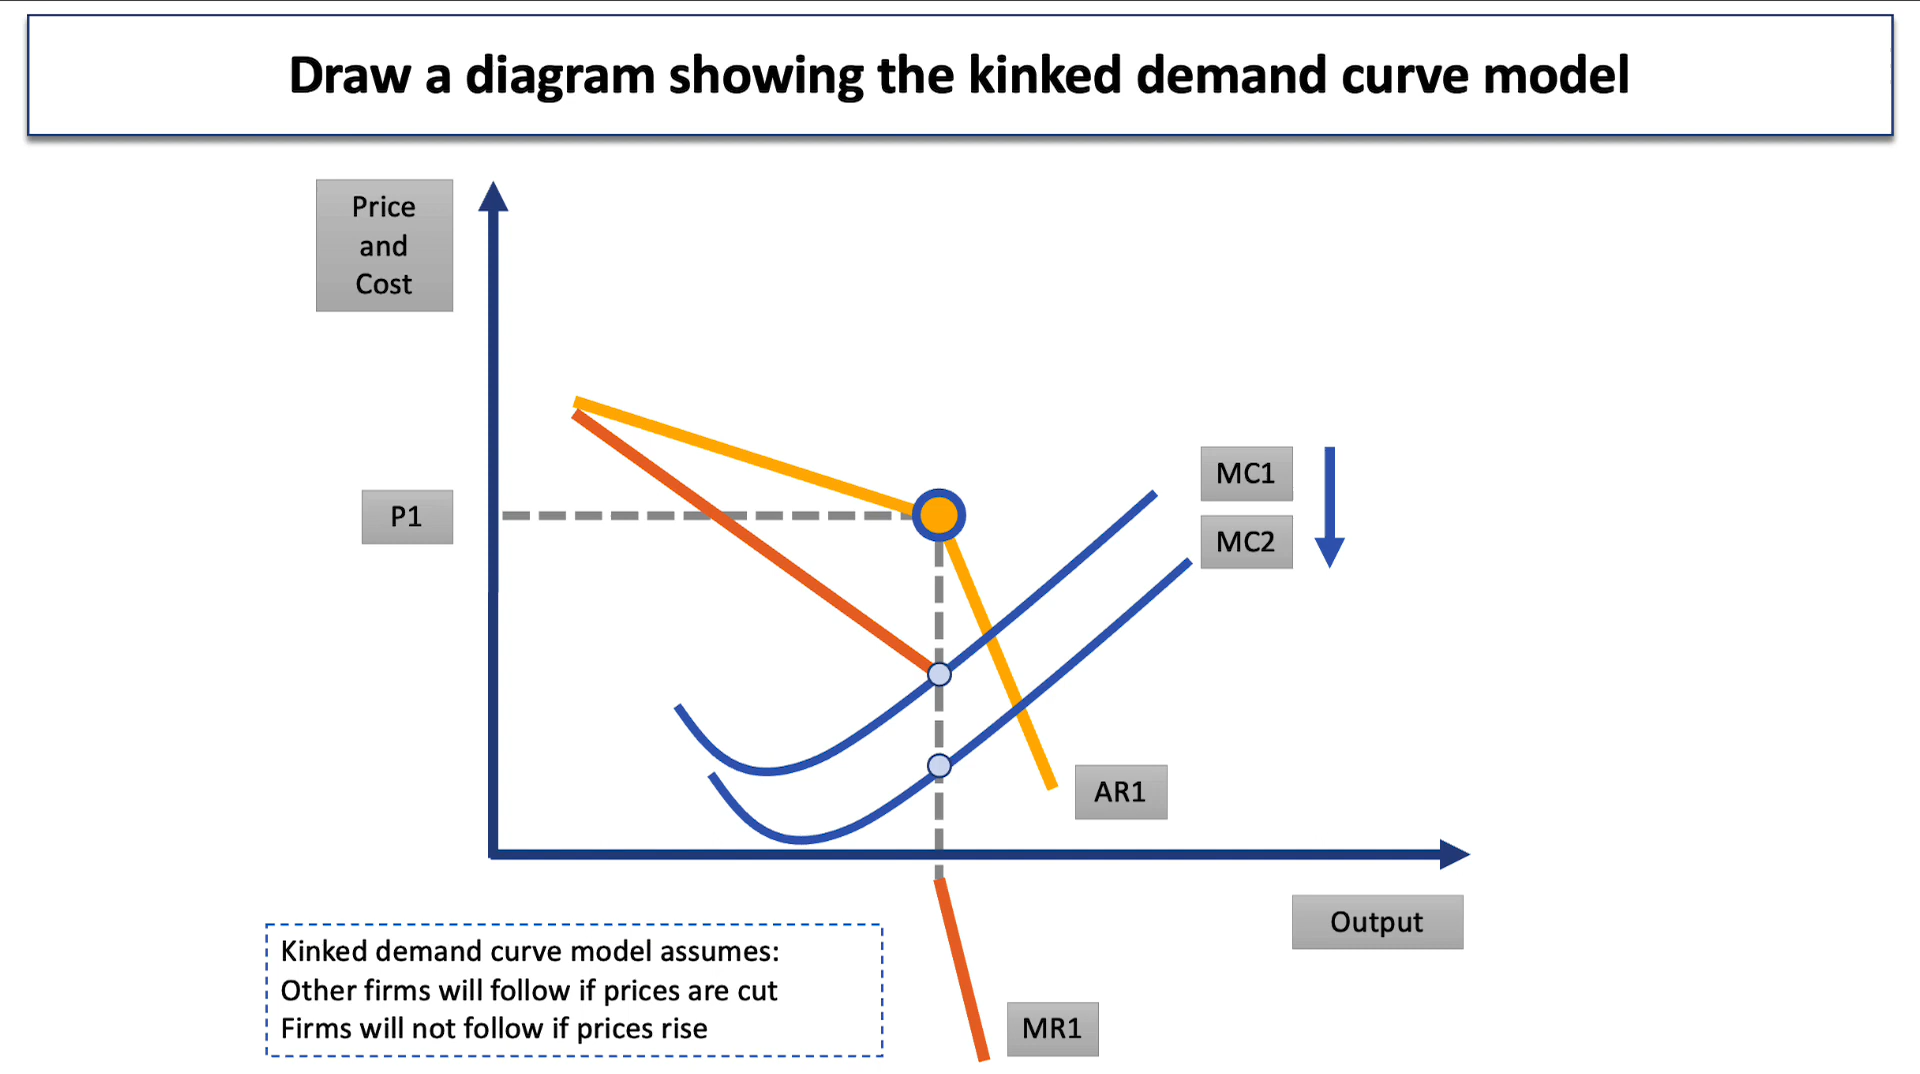 Draw a diagram showing the kinked demand curve model
Price
and
Cost
P1
MC1
MC2
AR1
Output
Kinked demand curve model assumes:
Other firms will follow if prices are cut
Firms will not follow if prices rise
MR1